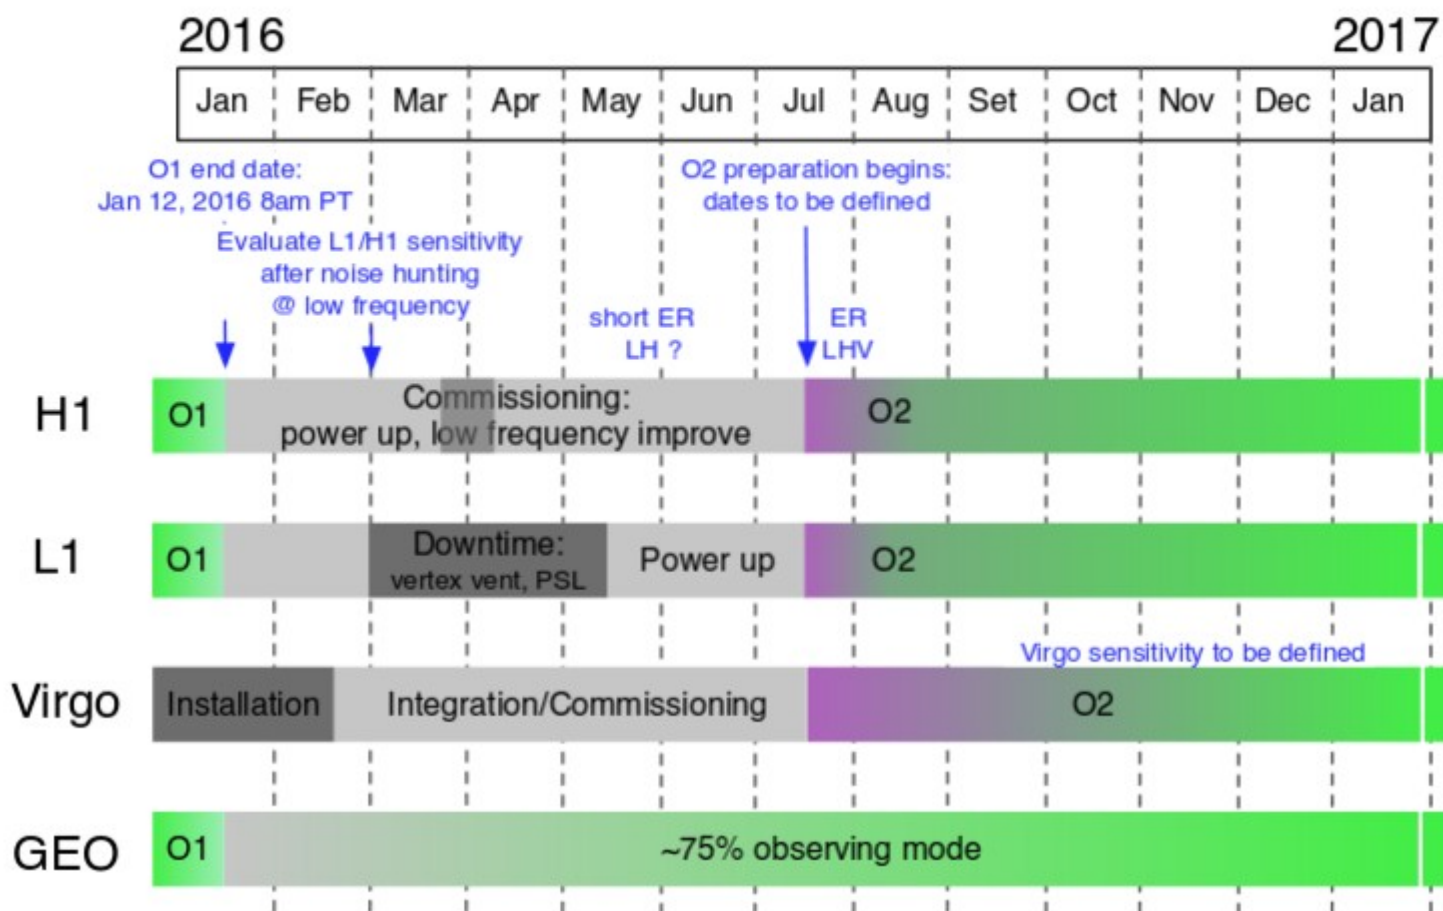 2016 2017
Jan Feb Mar Apr May Jun Jul Aug Set Oct Nov Dec Jan
O1 end date:
Jan 12, 2016 8am PT
O2 preparation begins:
dates to be defined
Evaluate L1/H1 sensitivity
after noise hunting
@ low frequency
short ER
LH ?
ER
LHV
H1
O1
Commissioning:
power up, low frequency improve
O2
L1
O1
Downtime:
vertex vent, PSL
Power up
O2
Virgo sensitivity to be defined
Virgo
Installation
Integration/Commissioning
O2
GEO
O1
~75% observing mode